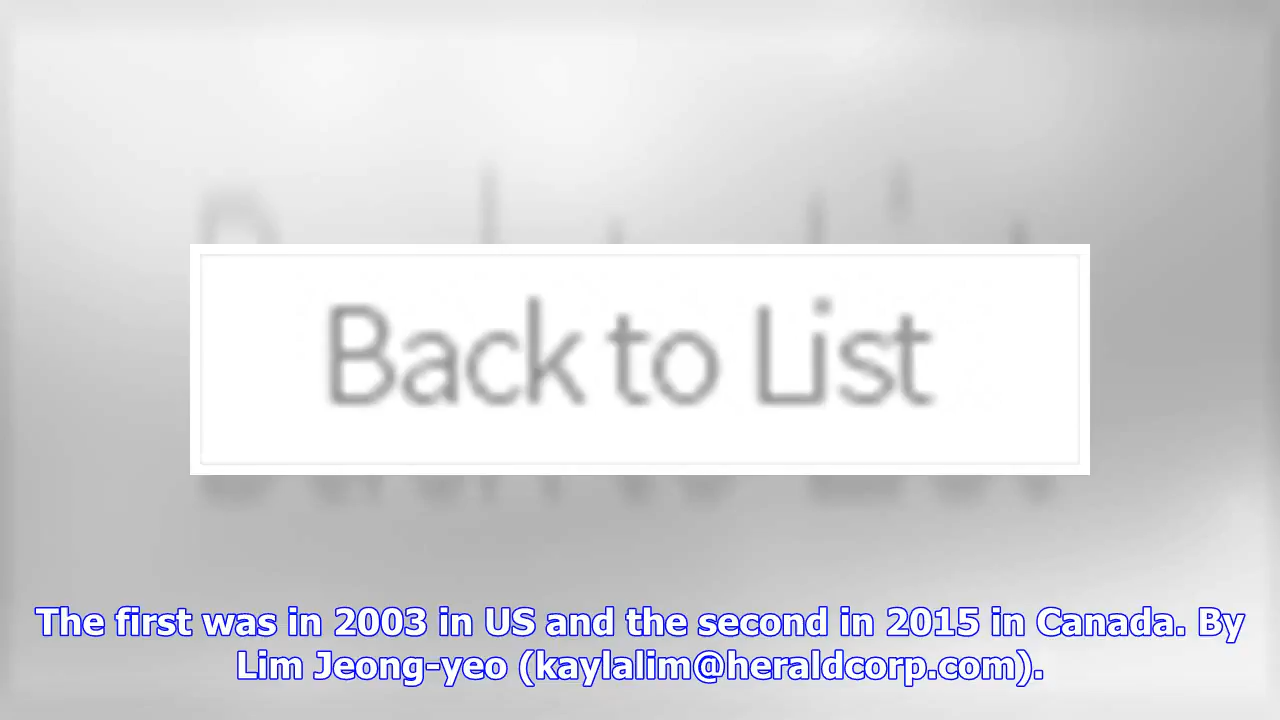 Back to List
The first was in 2003 in US and the second in 2015 in Canada. By
Lim Jeong-yeo (kaylalim@heraldcorp.com).